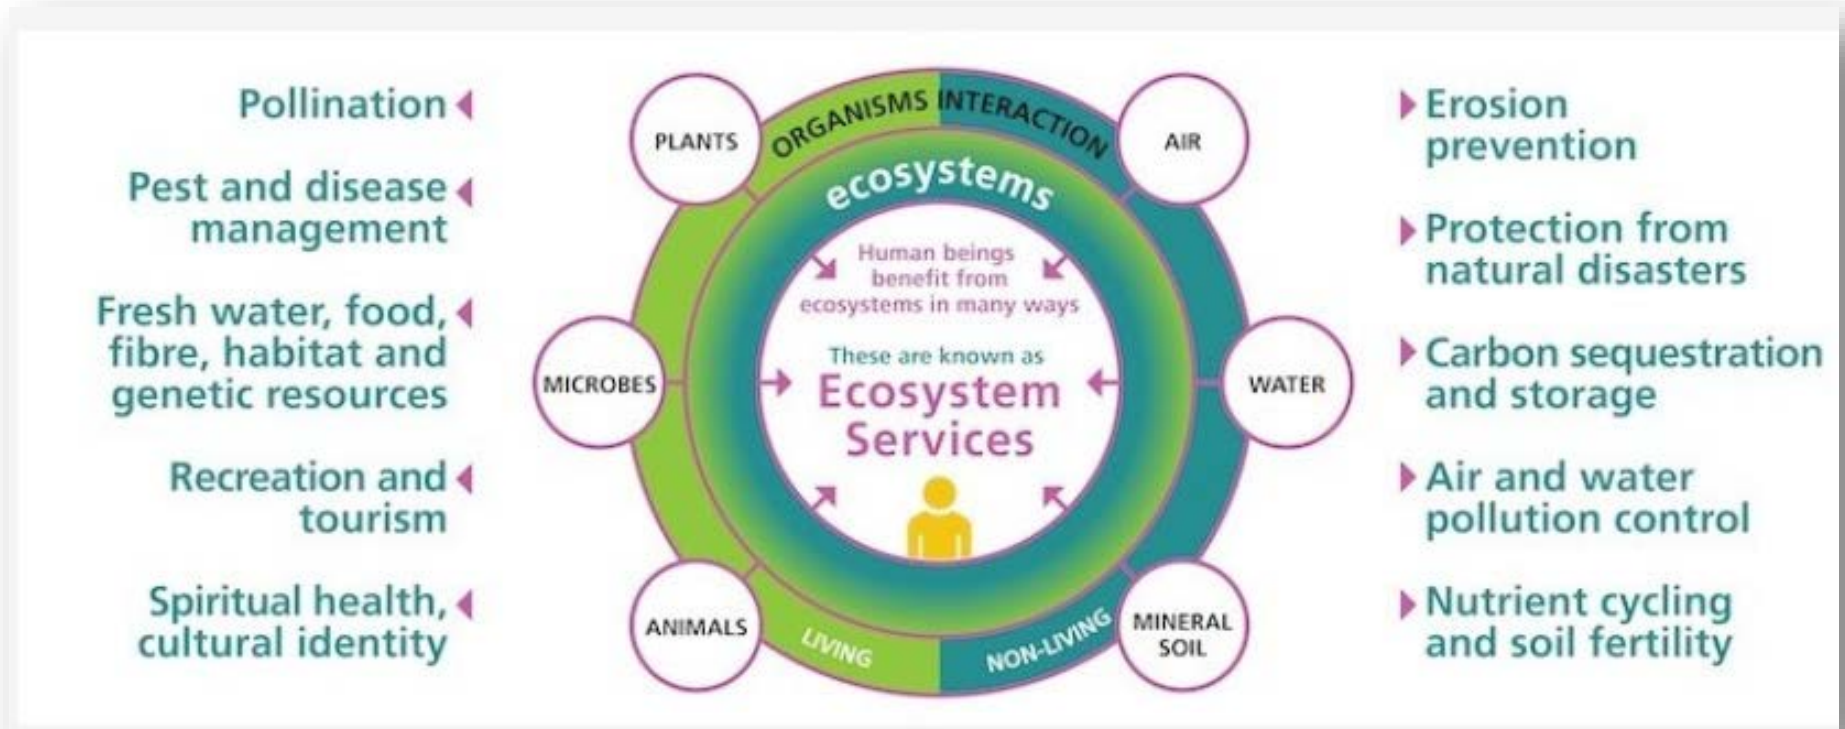 Pollination
Pest and disease
management
Fresh water, food,
fibre, habitat and
genetic resources
Recreation and
tourism
Spiritual health,
cultural identity
PLANTS
MICROBES
ANIMALS
ORGANISMS
INTERACTION
ecosystems
Human beings
benefit from
ecosystems in many ways
These are known as
Ecosystem
Services
LIVING
NON-LIVING
AIR
WATER
MINERAL
SOIL
Erosion
prevention
Protection from
natural disasters
Carbon sequestration
and storage
Air and water
pollution control
Nutrient cycling
and soil fertility